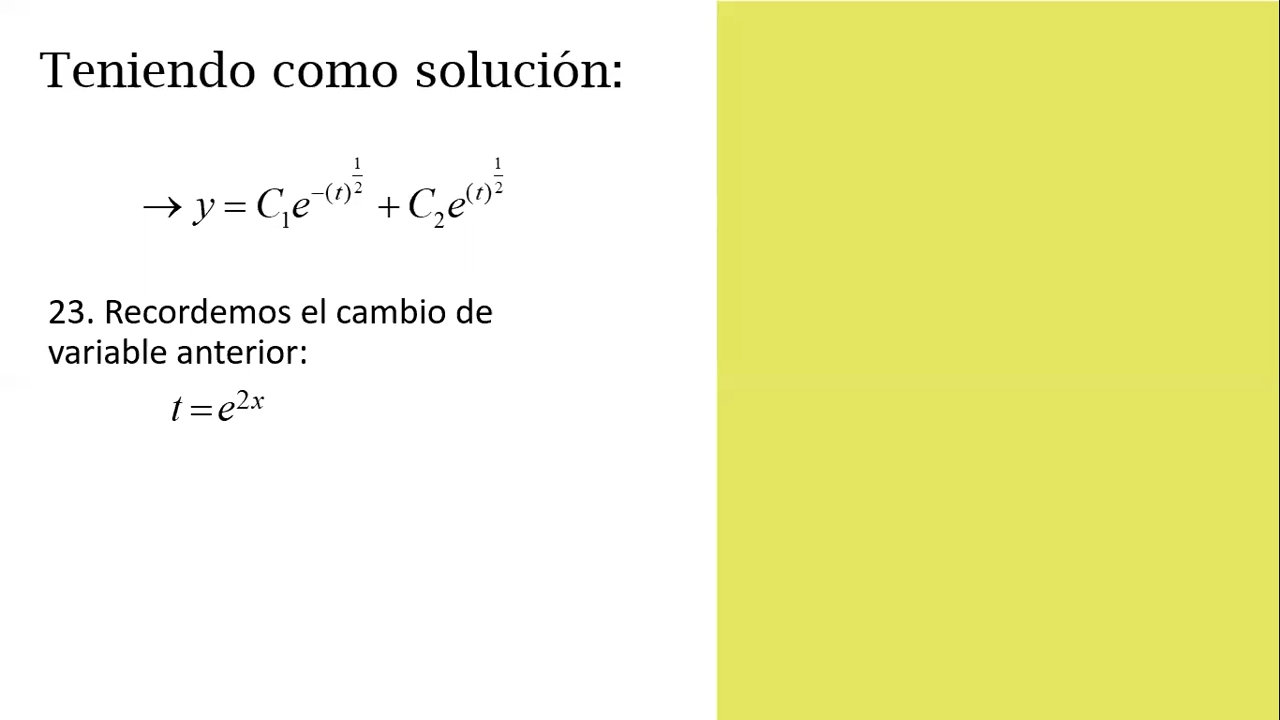 Teniendo como solución:
→ y = C₁e^{-(t)^{1/2}} + C₂e^{(t)^{1/2}}
23. Recordemos el cambio de
variable anterior:
t = e^{2x}